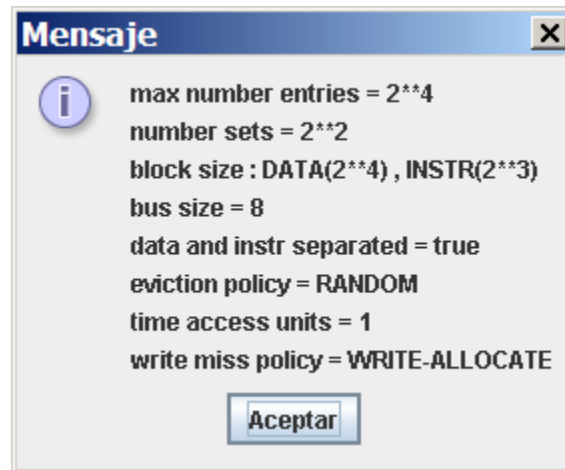 Mensaje
max number entries = 2**4
number sets = 2**2
block size : DATA(2**4) , INSTR(2**3)
bus size = 8
data and instr separated = true
eviction policy = RANDOM
time access units = 1
write miss policy = WRITE-ALLOCATE
Aceptar